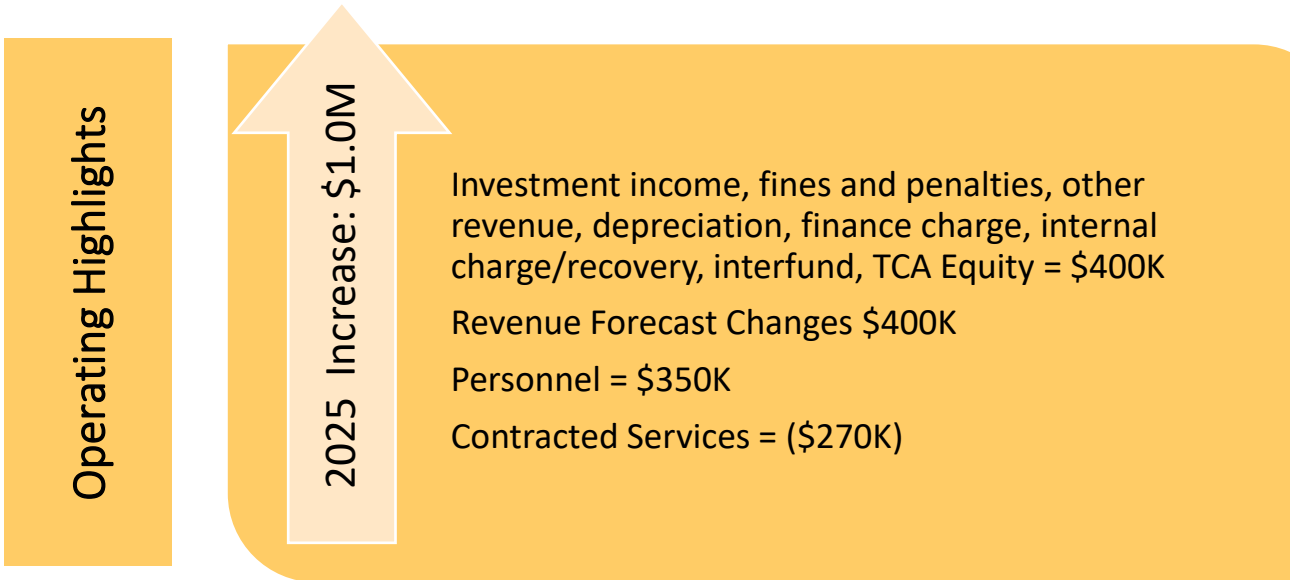 Operating Highlights
2025 Increase: $1.0M
Investment income, fines and penalties, other
revenue, depreciation, finance charge, internal
charge/recovery, interfund, TCA Equity = $400K
Revenue Forecast Changes $400K
Personnel = $350K
Contracted Services = ($270K)